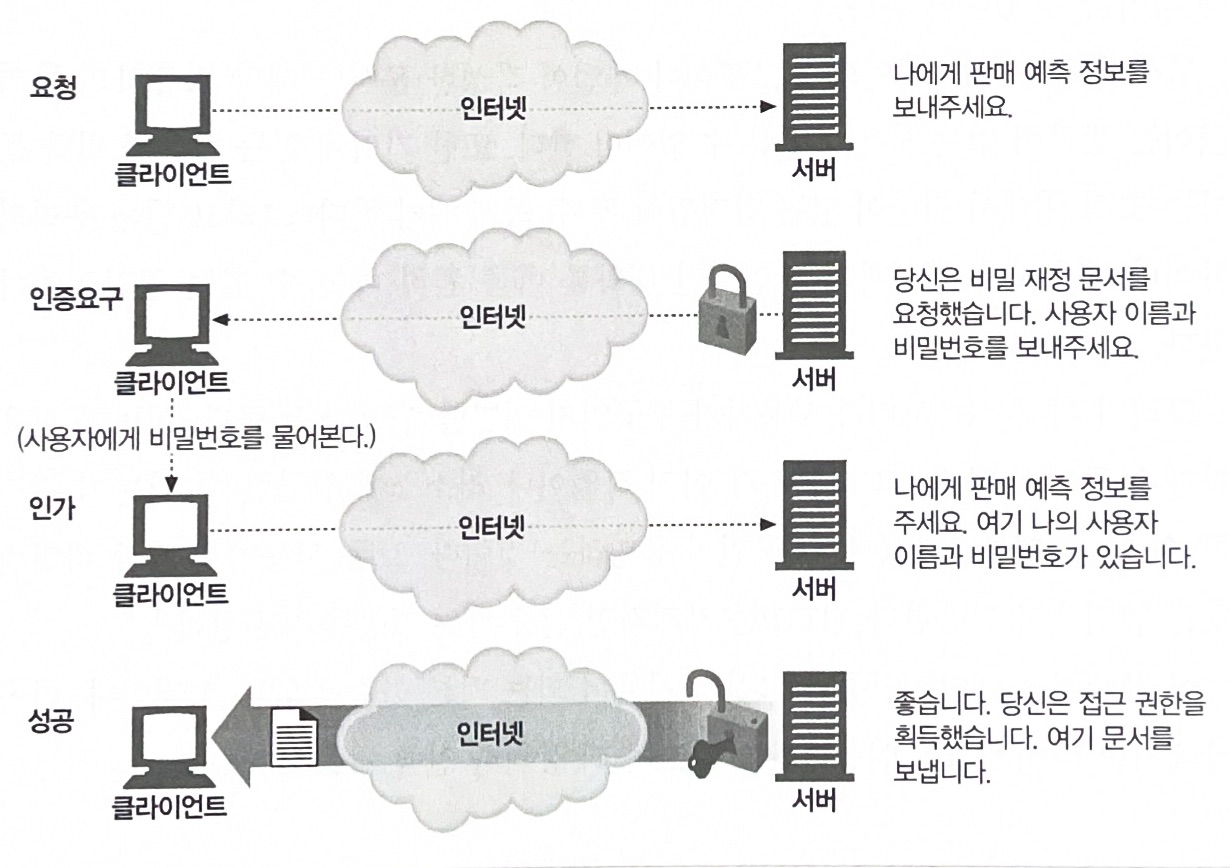 요청
클라이언트
인터넷
서버
나에게 판매 예측 정보를
보내주세요.
인증요구
클라이언트
인터넷
서버
당신은 비밀 재정 문서를
요청했습니다. 사용자 이름과
비밀번호를 보내주세요.
(사용자에게 비밀번호를 물어본다.)
인가
클라이언트
인터넷
서버
나에게 판매 예측 정보를
주세요. 여기 나의 사용자
이름과 비밀번호가 있습니다.
성공
클라이언트
인터넷
서버
좋습니다. 당신은 접근 권한을
획득했습니다. 여기 문서를
보냅니다.